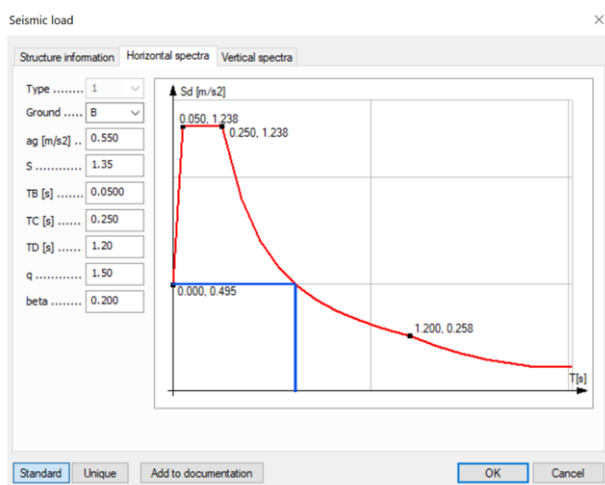 Seismic load
Structure information Horizontal spectra Vertical spectra
Type ........ 1
Ground ..... B
ag [m/s2] .. 0.550
S ............ 1.35
TB [s] ....... 0.0500
TC [s] ...... 0.250
TD [s] ...... 1.20
q ............ 1.50
beta ........ 0.200
Sd [m/s2]
0.050, 1.238
0.250, 1.238
0.000, 0.495
1.200, 0.258
T[s]
Standard Unique Add to documentation OK Cancel